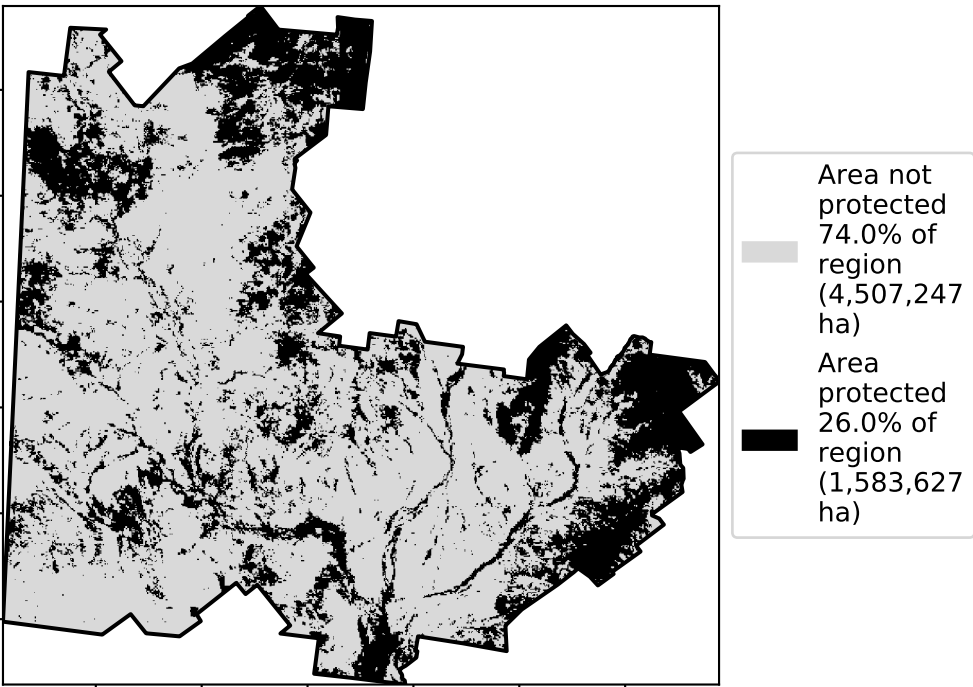 Area not
protected
74.0% of
region
(4,507,247
ha)
Area
protected
26.0% of
region
(1,583,627
ha)